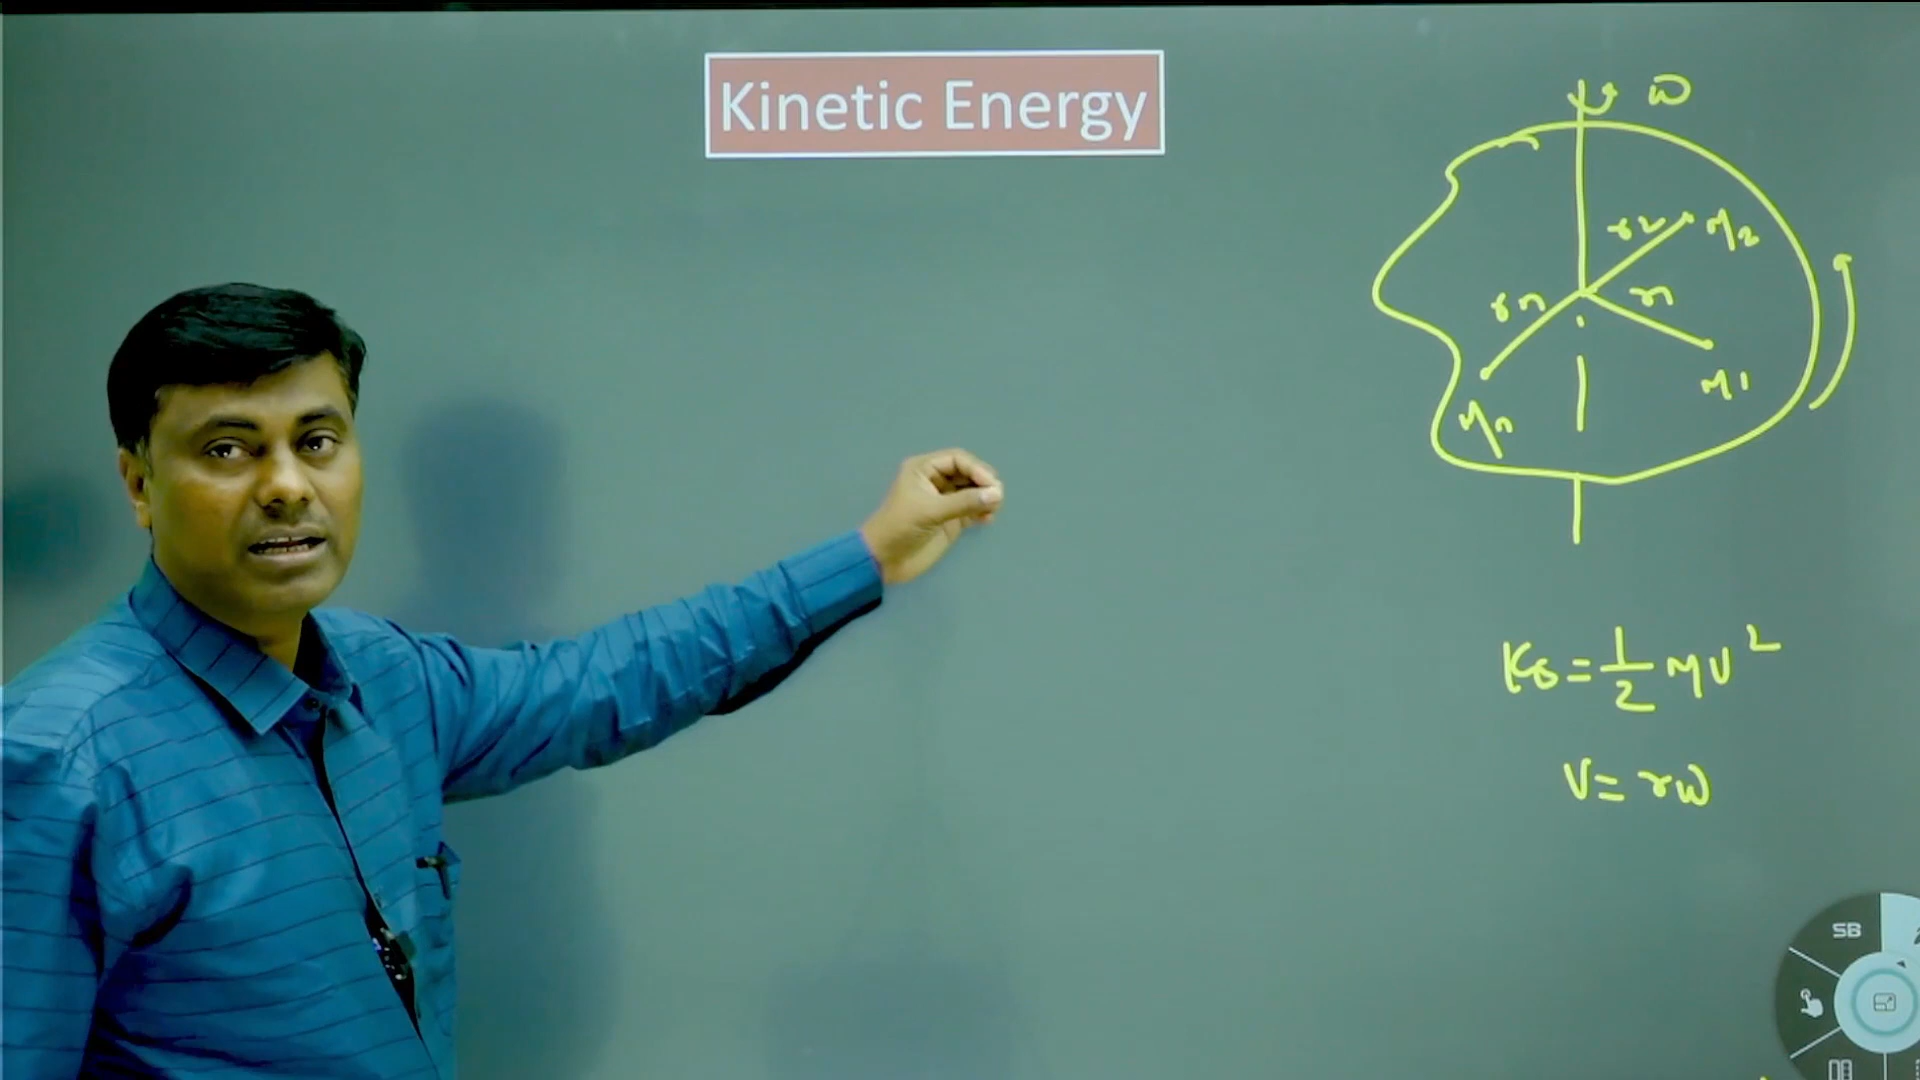 Kinetic Energy
ω
r2 m2
rn r1
m1
mn
KE = 1/2 mv²
v = rω
SB